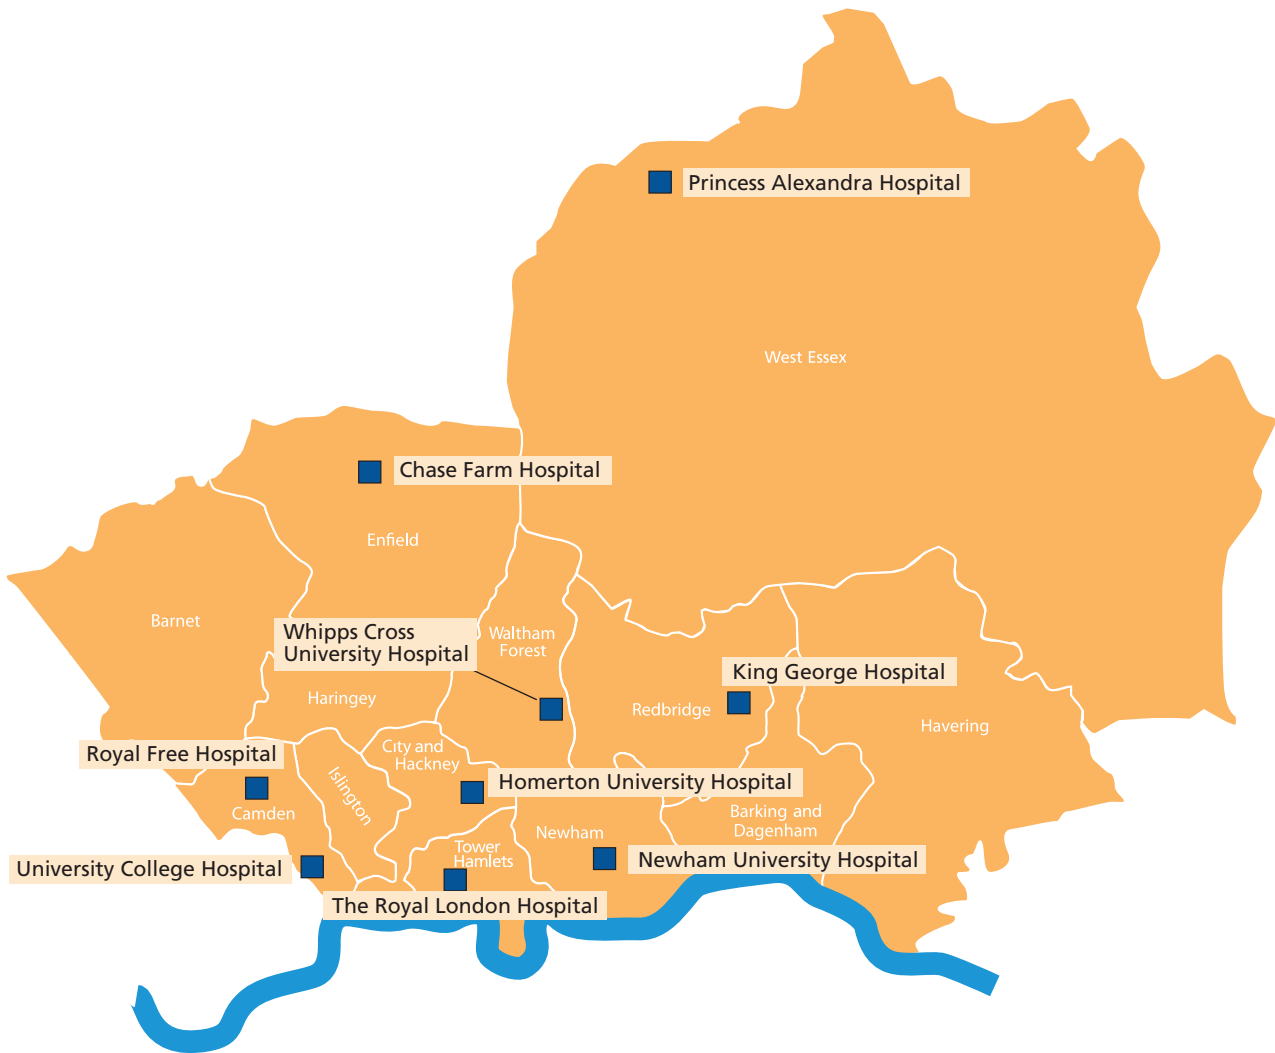 Princess Alexandra Hospital
West Essex
Chase Farm Hospital
Enfield
Barnet
Whipps Cross
University Hospital
Waltham
Forest
King George Hospital
Haringey
Redbridge
Havering
Royal Free Hospital
City and
Hackney
Islington
Homerton University Hospital
Camden
Barking and
Dagenham
Newham
Tower
Hamlets
University College Hospital
Newham University Hospital
The Royal London Hospital